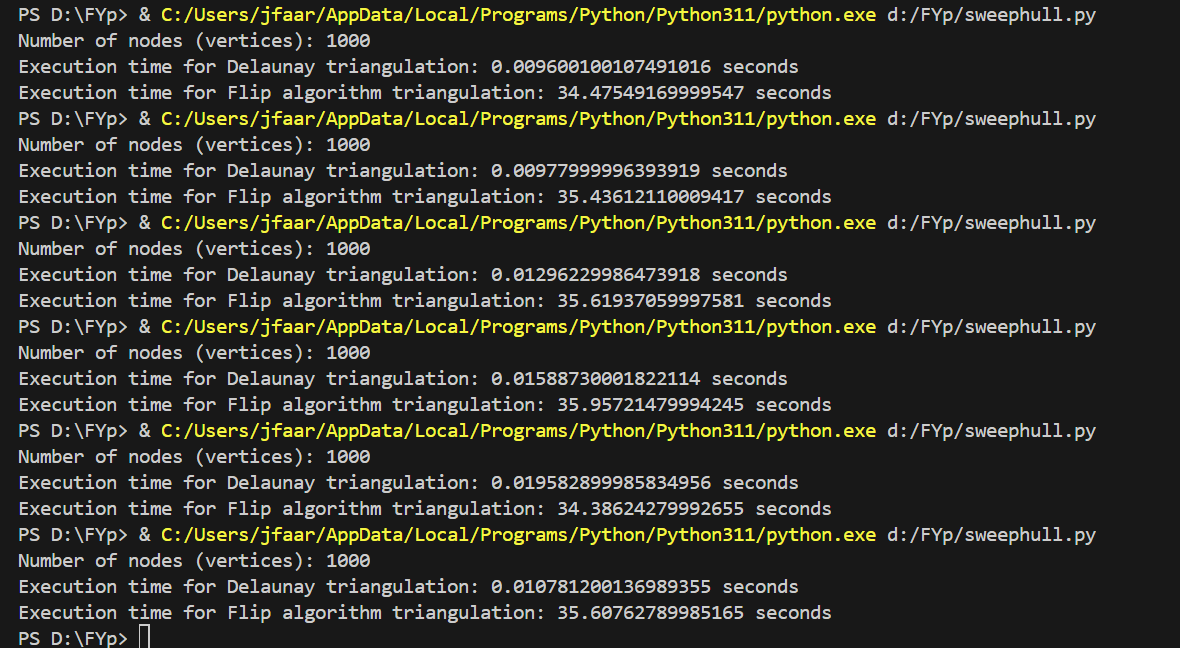 PS D:\FYp> & C:/Users/jfaar/AppData/Local/Programs/Python/Python311/python.exe d:/FYp/sweephull.py
Number of nodes (vertices): 1000
Execution time for Delaunay triangulation: 0.009600100107491016 seconds
Execution time for Flip algorithm triangulation: 34.47549169999547 seconds
PS D:\FYp> & C:/Users/jfaar/AppData/Local/Programs/Python/Python311/python.exe d:/FYp/sweephull.py
Number of nodes (vertices): 1000
Execution time for Delaunay triangulation: 0.00977999996393919 seconds
Execution time for Flip algorithm triangulation: 35.43612110009417 seconds
PS D:\FYp> & C:/Users/jfaar/AppData/Local/Programs/Python/Python311/python.exe d:/FYp/sweephull.py
Number of nodes (vertices): 1000
Execution time for Delaunay triangulation: 0.01296229986473918 seconds
Execution time for Flip algorithm triangulation: 35.61937059997581 seconds
PS D:\FYp> & C:/Users/jfaar/AppData/Local/Programs/Python/Python311/python.exe d:/FYp/sweephull.py
Number of nodes (vertices): 1000
Execution time for Delaunay triangulation: 0.01588730001822114 seconds
Execution time for Flip algorithm triangulation: 35.95721479994245 seconds
PS D:\FYp> & C:/Users/jfaar/AppData/Local/Programs/Python/Python311/python.exe d:/FYp/sweephull.py
Number of nodes (vertices): 1000
Execution time for Delaunay triangulation: 0.019582899985834956 seconds
Execution time for Flip algorithm triangulation: 34.38624279992655 seconds
PS D:\FYp> & C:/Users/jfaar/AppData/Local/Programs/Python/Python311/python.exe d:/FYp/sweephull.py
Number of nodes (vertices): 1000
Execution time for Delaunay triangulation: 0.010781200136989355 seconds
Execution time for Flip algorithm triangulation: 35.60762789985165 seconds
PS D:\FYp>